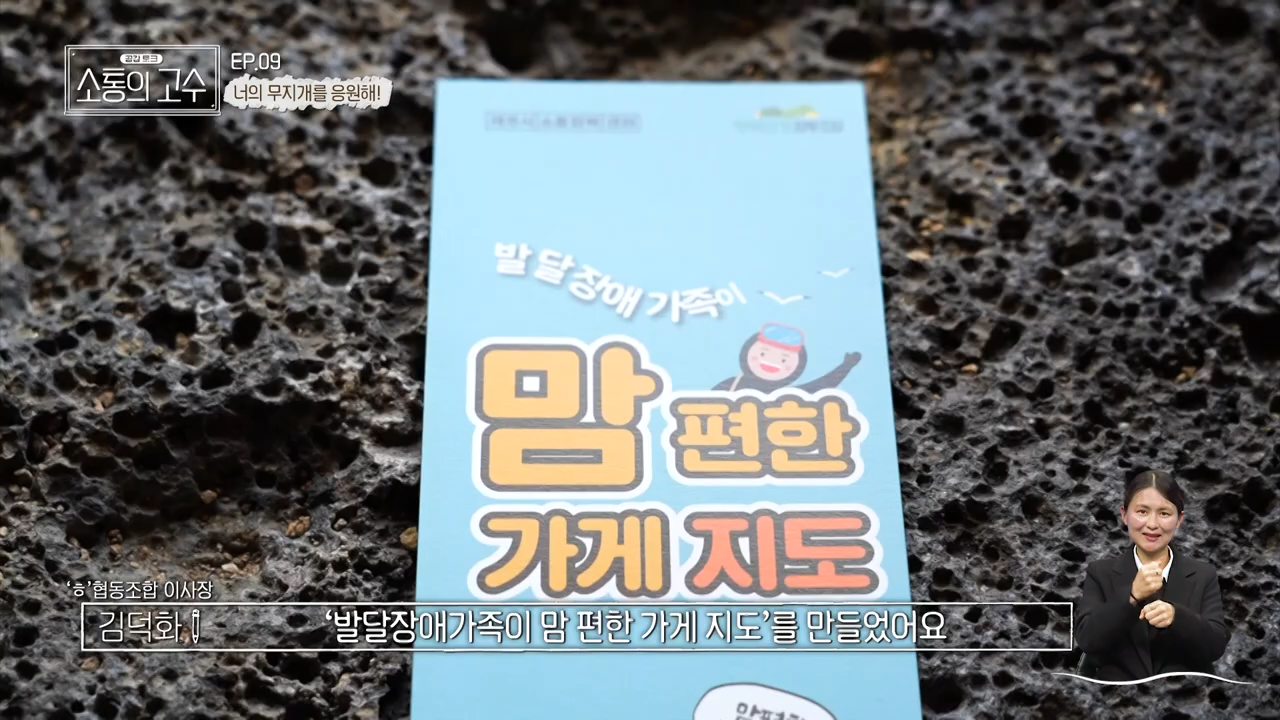 공감 토크
소통의 고수
EP.09
너의 무지개를 응원해!
발달장애 가족이
맘 편한
가게 지도
'ㅎ'협동조합 이사장
김덕화
'발달장애가족이 맘 편한 가게 지도'를 만들었어요